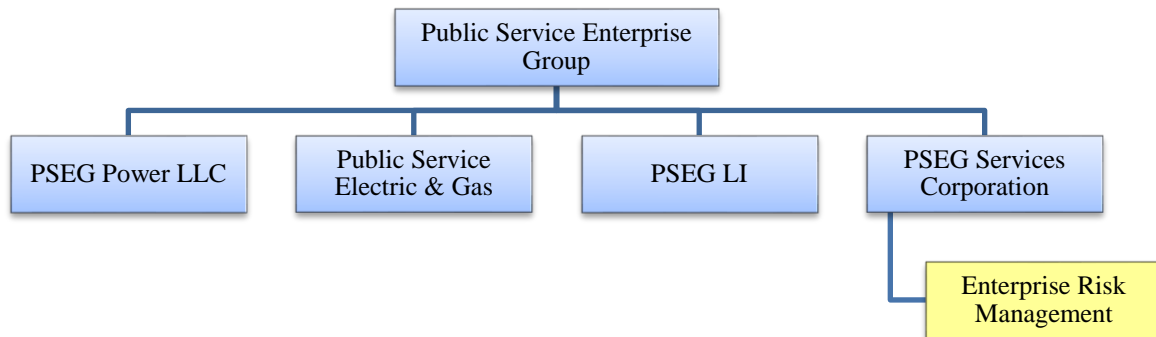 Public Service Enterprise
Group
PSEG Power LLC
Public Service
Electric & Gas
PSEG LI
PSEG Services
Corporation
Enterprise Risk
Management